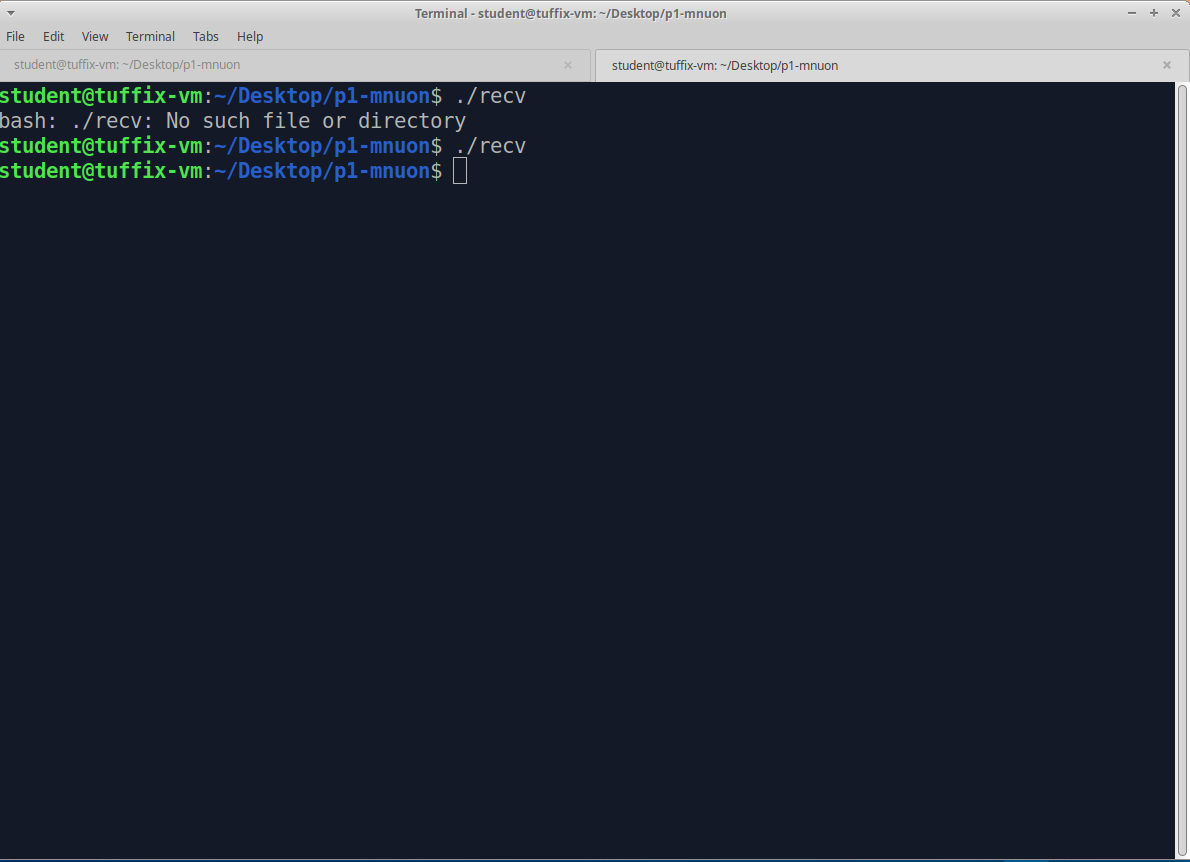 Terminal - student@tuffix-vm: ~/Desktop/p1-mnuon
File Edit View Terminal Tabs Help
student@tuffix-vm: ~/Desktop/p1-mnuon student@tuffix-vm: ~/Desktop/p1-mnuon
student@tuffix-vm:~/Desktop/p1-mnuon$ ./recv
bash: ./recv: No such file or directory
student@tuffix-vm:~/Desktop/p1-mnuon$ ./recv
student@tuffix-vm:~/Desktop/p1-mnuon$